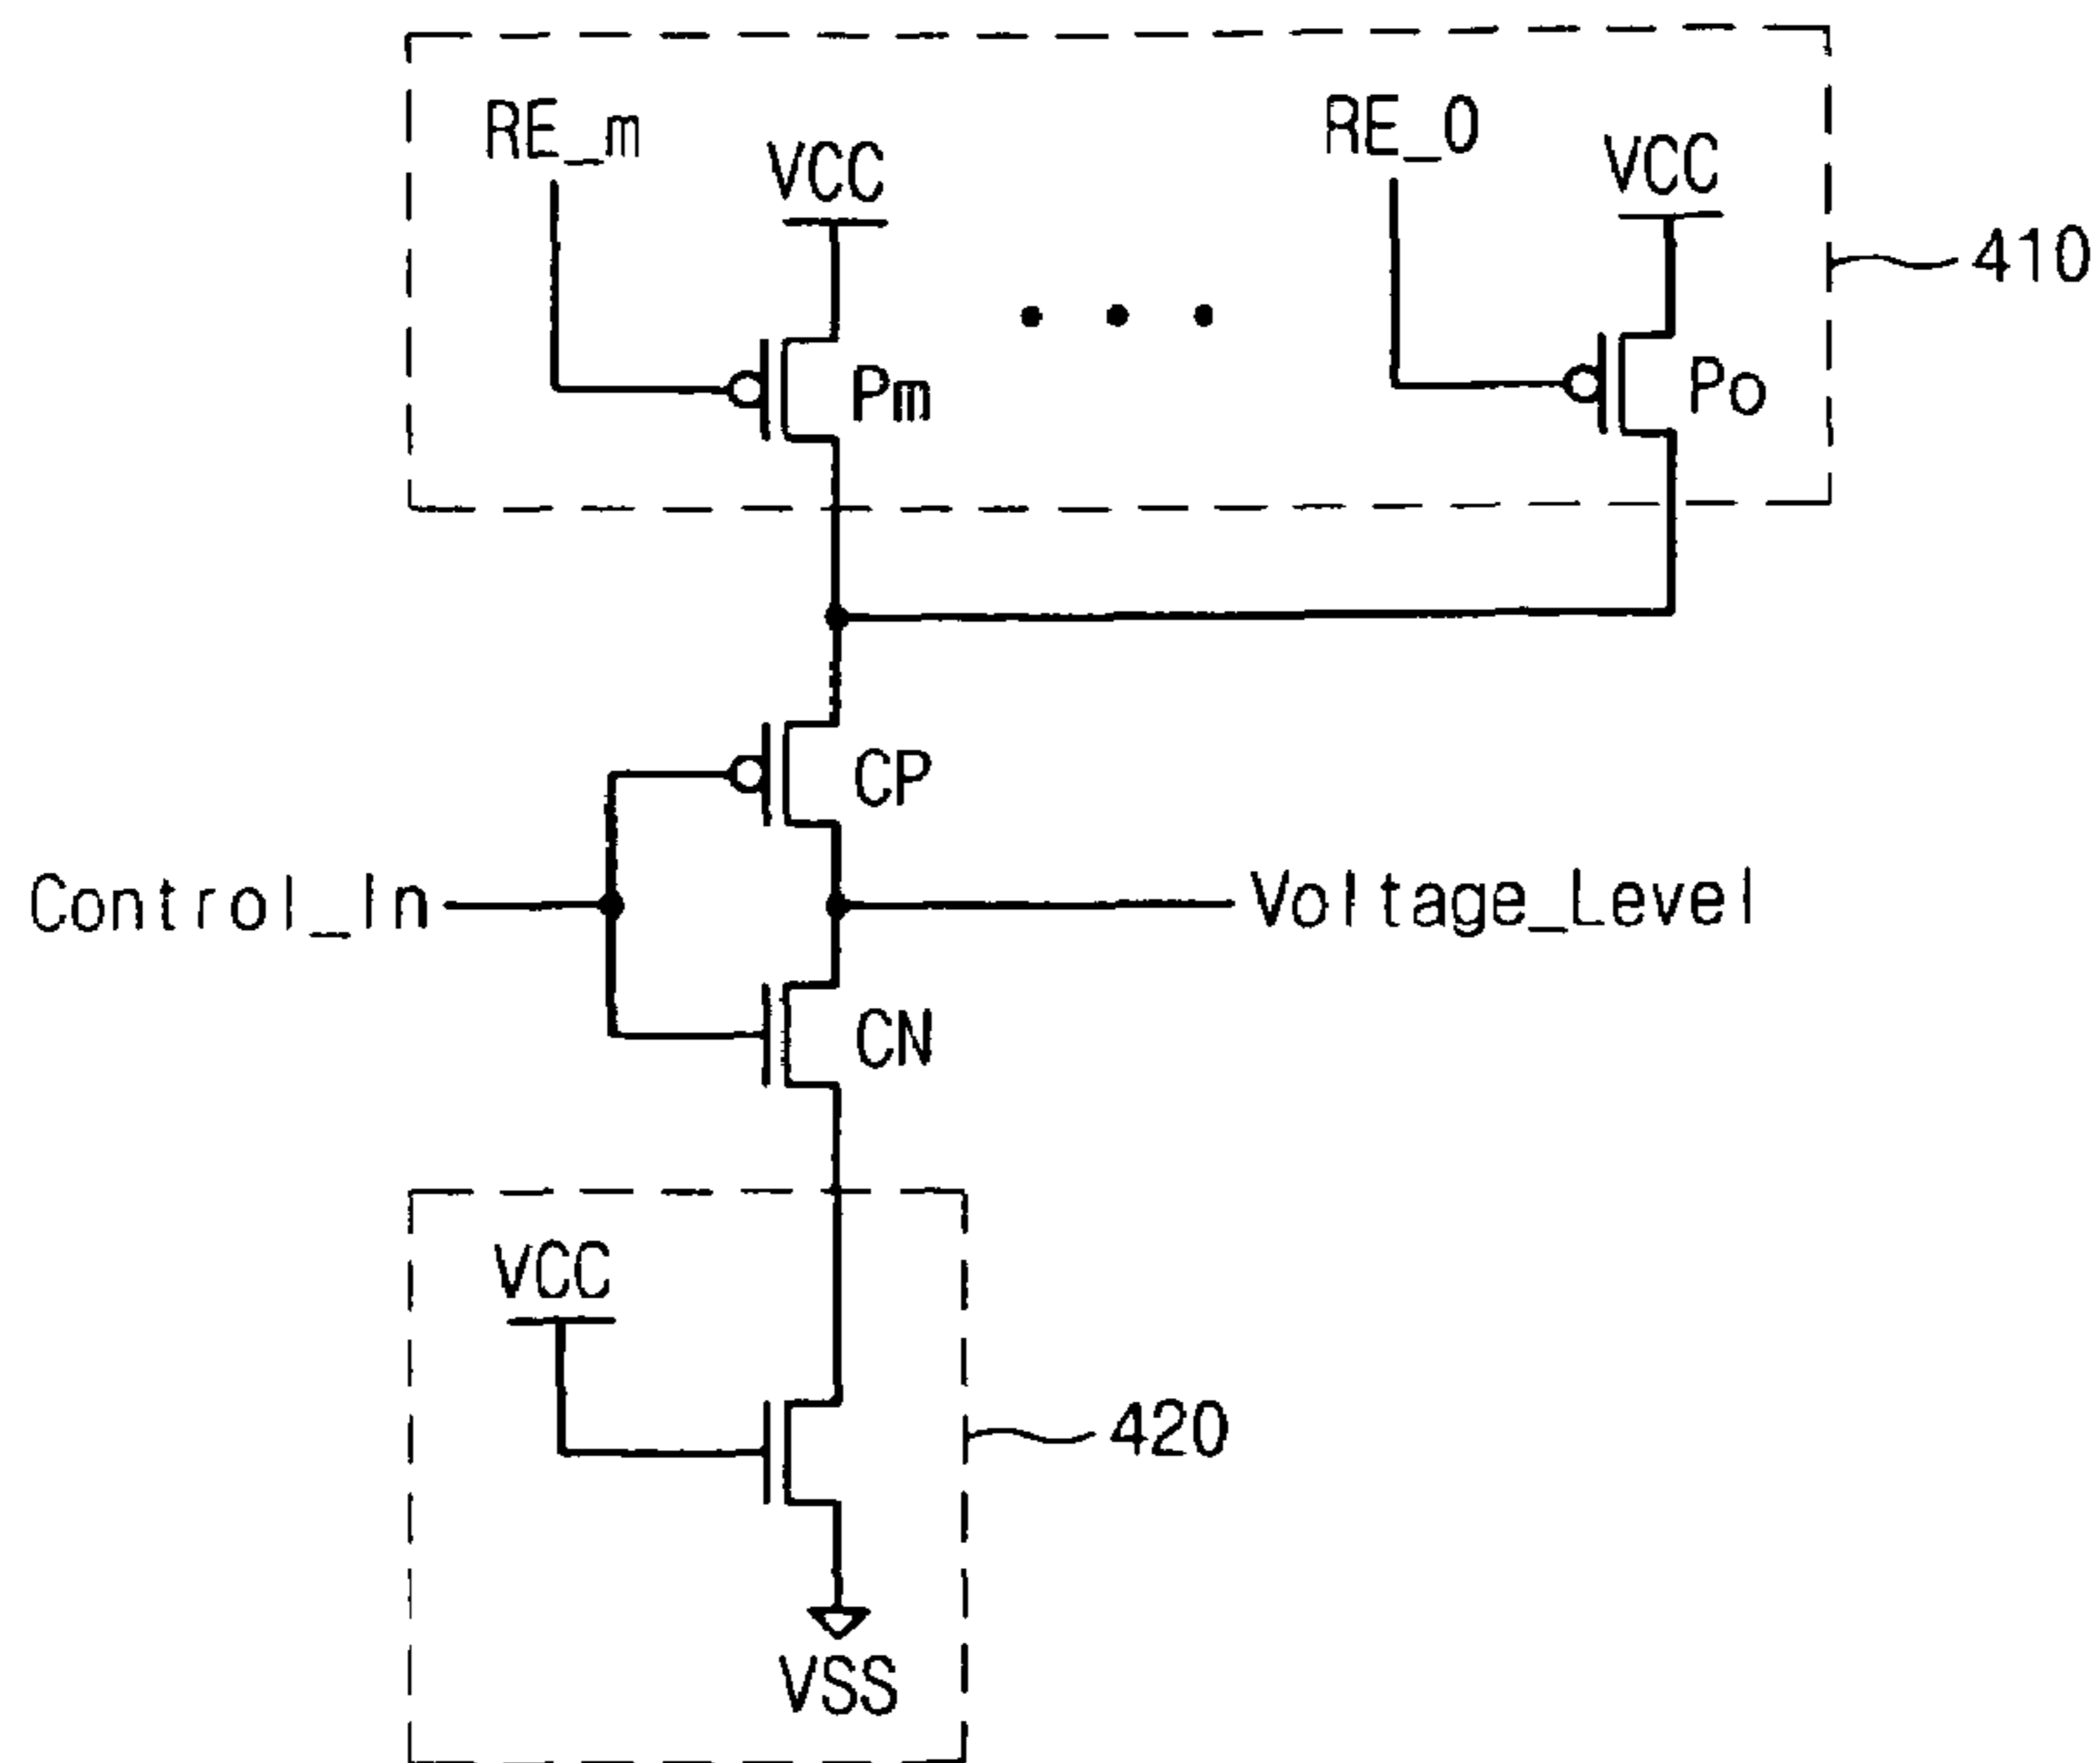 RE_m
VCC
RE_0
VCC
410
Pm
Po
CP
Control_In
Voltage_Level
CN
VCC
420
VSS